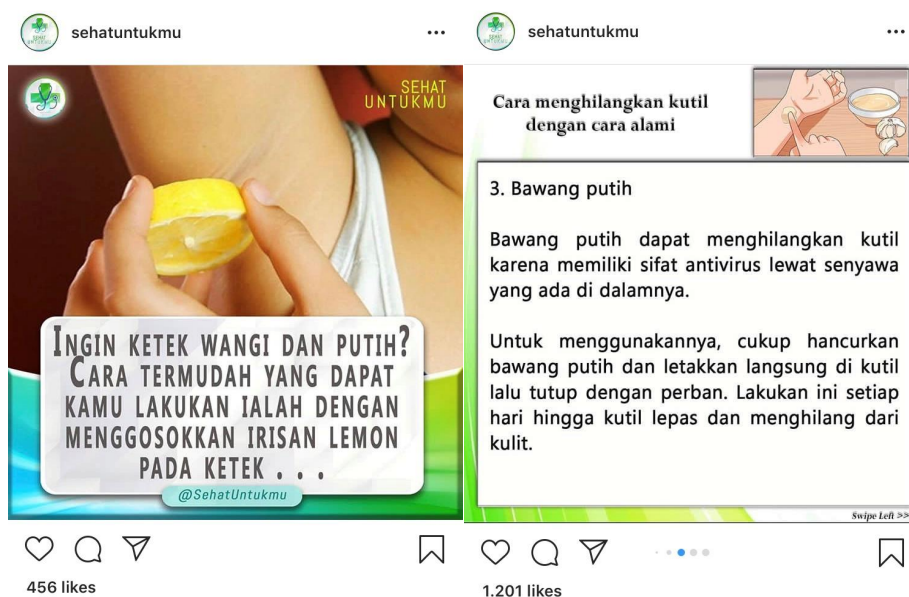 sehatuntukmu
SEHAT
UNTUKMU
INGIN KETEK WANGI DAN PUTIH?
CARA TERMUDAH YANG DAPAT
KAMU LAKUKAN IALAH DENGAN
MENGGOSOKKAN IRISAN LEMON
PADA KETEK . . .
@SehatUntukmu
456 likes
sehatuntukmu
Cara menghilangkan kutil
dengan cara alami
3. Bawang putih
Bawang putih dapat menghilangkan kutil
karena memiliki sifat antivirus lewat senyawa
yang ada di dalamnya.
Untuk menggunakannya, cukup hancurkan
bawang putih dan letakkan langsung di kutil
lalu tutup dengan perban. Lakukan ini setiap
hari hingga kutil lepas dan menghilang dari
kulit.
Swipe Left >>
1.201 likes